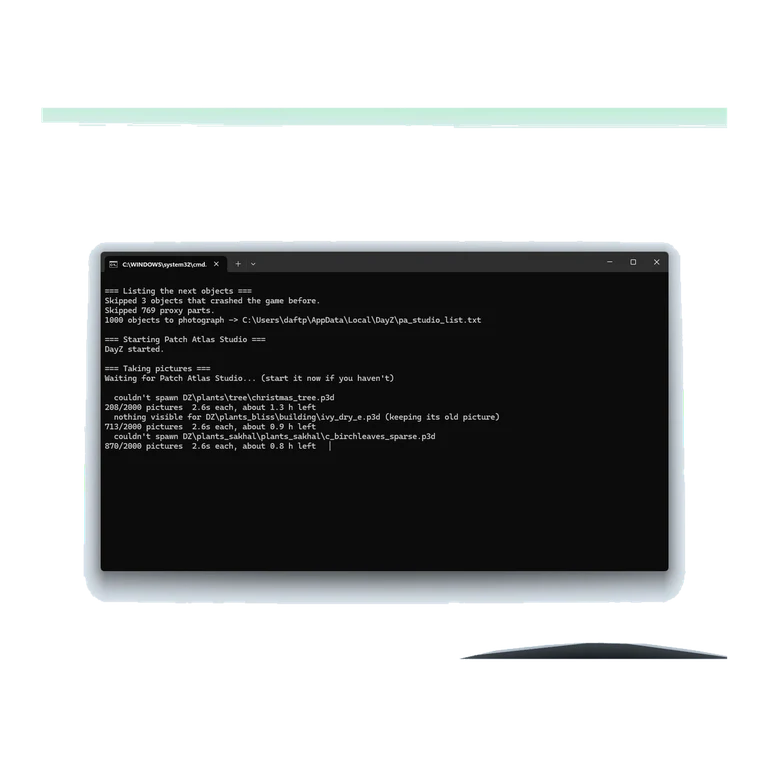 C:\WINDOWS\system32\cmd.
=== Listing the next objects ===
Skipped 3 objects that crashed the game before.
Skipped 769 proxy parts.
1000 objects to photograph -> C:\Users\daftp\AppData\Local\DayZ\pa_studio_list.txt
=== Starting Patch Atlas Studio ===
DayZ started.
=== Taking pictures ===
Waiting for Patch Atlas Studio... (start it now if you haven't)
couldn't spawn DZ\plants\tree\christmas_tree.p3d
208/2000 pictures  2.6s each, about 1.3 h left
nothing visible for DZ\plants_bliss\building\ivy_dry_e.p3d (keeping its old picture)
713/2000 pictures  2.6s each, about 0.9 h left
couldn't spawn DZ\plants_sakhal\plants_sakhal\c_birchleaves_sparse.p3d
870/2000 pictures  2.6s each, about 0.8 h left